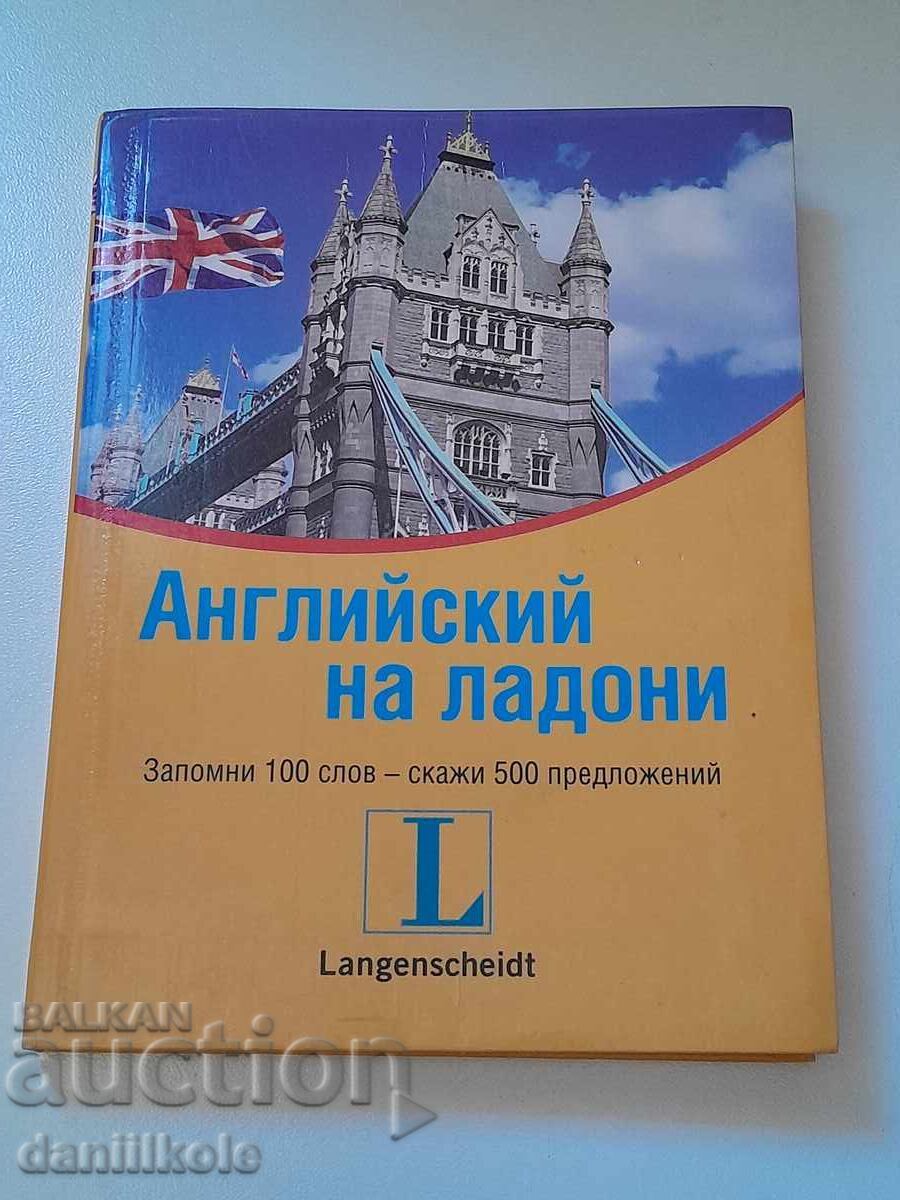 Английский
на ладони
Запомни 100 слов – скажи 500 предложений
L
Langenscheidt
BALKAN
auction
daniilkole